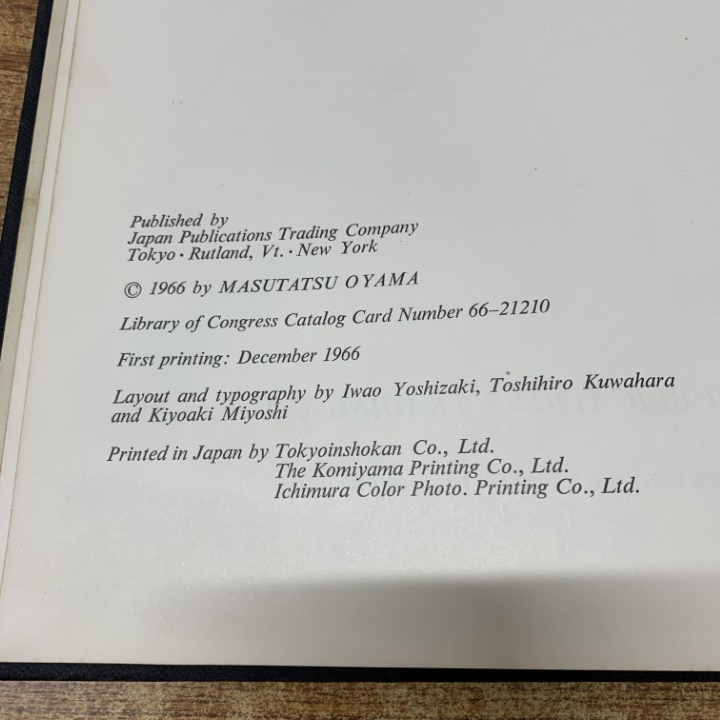 Published by
Japan Publications Trading Company
Tokyo · Rutland, Vt. · New York
© 1966 by MASUTATSU OYAMA
Library of Congress Catalog Card Number 66–21210
First printing: December 1966
Layout and typography by Iwao Yoshizaki, Toshihiro Kuwahara
and Kiyoaki Miyoshi
Printed in Japan by Tokyoinshokan Co., Ltd.
The Komiyama Printing Co., Ltd.
Ichimura Color Photo. Printing Co., Ltd.